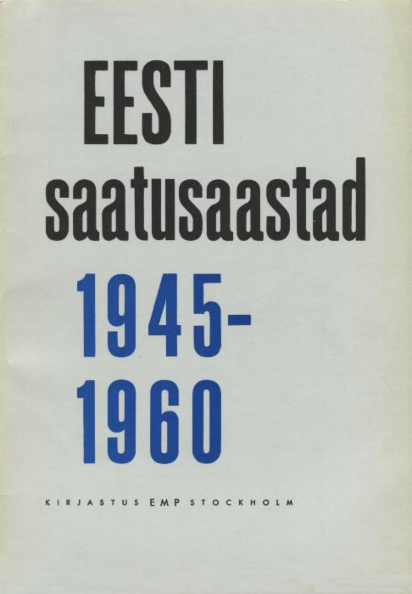 EESTI
saatusaastad
1945-
1960
KIRJASTUS EMP STOCKHOLM